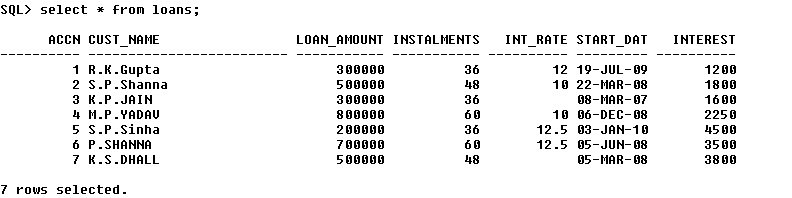 SQL> select * from loans;
ACCN CUST_NAME LOAN_AMOUNT INSTALMENTS INT_RATE START_DAT INTEREST
---------- -------------------- ----------- ----------- ---------- --------- ----------
1 R.K.Gupta 300000 36 12 19-JUL-09 1200
2 S.P.Shanna 500000 48 10 22-MAR-08 1800
3 K.P.JAIN 300000 36 08-MAR-07 1600
4 M.P.YADAV 800000 60 10 06-DEC-08 2250
5 S.P.Sinha 200000 36 12.5 03-JAN-10 4500
6 P.SHANNA 700000 60 12.5 05-JUN-08 3500
7 K.S.DHALL 500000 48 05-MAR-08 3800
7 rows selected.